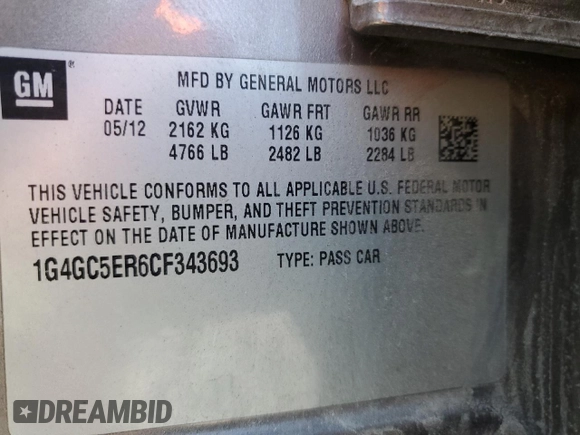 GM
®
MFD BY GENERAL MOTORS LLC
DATE GVWR GAWR FRT GAWR RR
05/12 2162 KG 1126 KG 1036 KG
4766 LB 2482 LB 2284 LB
THIS VEHICLE CONFORMS TO ALL APPLICABLE U.S. FEDERAL MOTOR
VEHICLE SAFETY, BUMPER, AND THEFT PREVENTION STANDARDS IN
EFFECT ON THE DATE OF MANUFACTURE SHOWN ABOVE.
1G4GC5ER6CF343693 TYPE: PASS CAR
DREAMBID